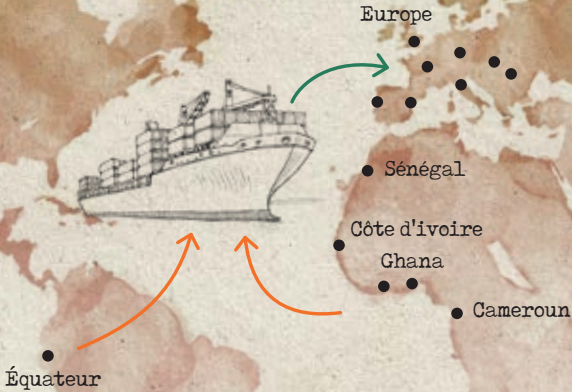 Europe
Sénégal
Côte d'ivoire
Ghana
Cameroun
Équateur